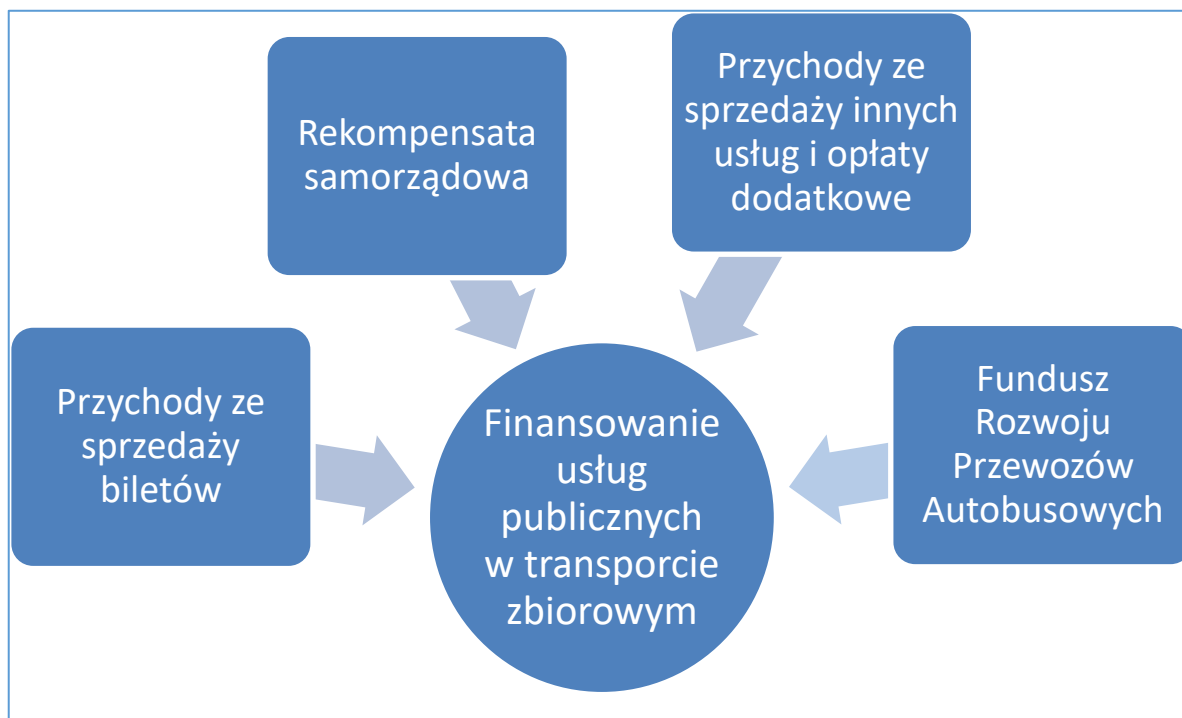 Przychody ze
sprzedaży
biletów
Rekompensata
samorządowa
Przychody ze
sprzedaży innych
usług i opłaty
dodatkowe
Fundusz
Rozwoju
Przewozów
Autobusowych
Finansowanie
usług
publicznych
w transporcie
zbiorowym